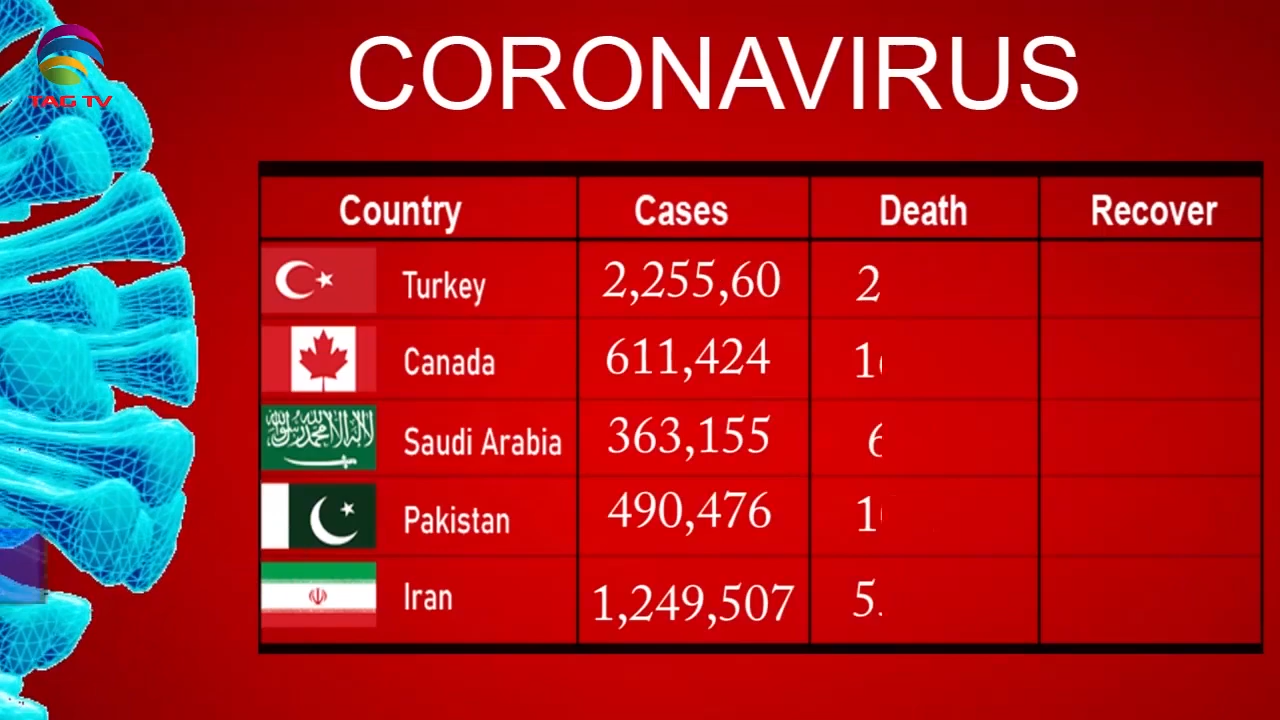 TAG TV
CORONAVIRUS
Country Cases Death Recover
Turkey 2,255,60 2
Canada 611,424 1
Saudi Arabia 363,155 6
Pakistan 490,476 1
Iran 1,249,507 5